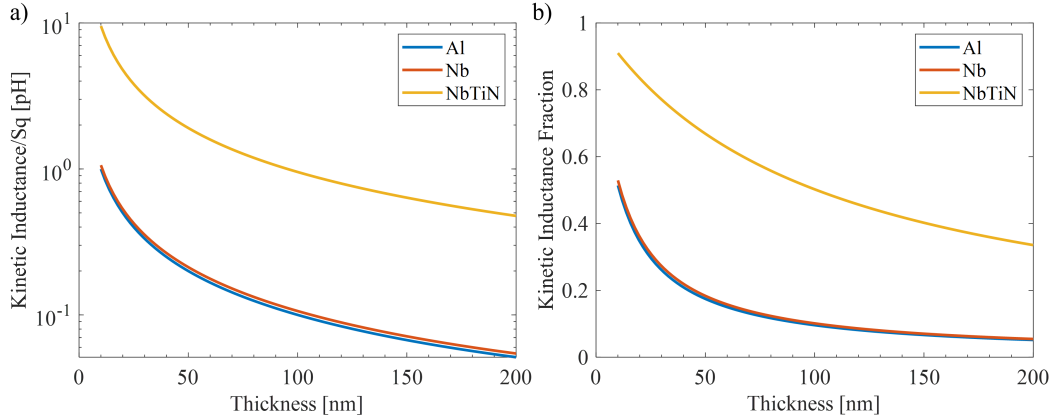 a)
Kinetic Inductance/Sq [pH]
10^1
10^0
10^-1
Al
Nb
NbTiN
0
50
100
150
200
Thickness [nm]
b)
Kinetic Inductance Fraction
1
0.8
0.6
0.4
0.2
0
Al
Nb
NbTiN
0
50
100
150
200
Thickness [nm]